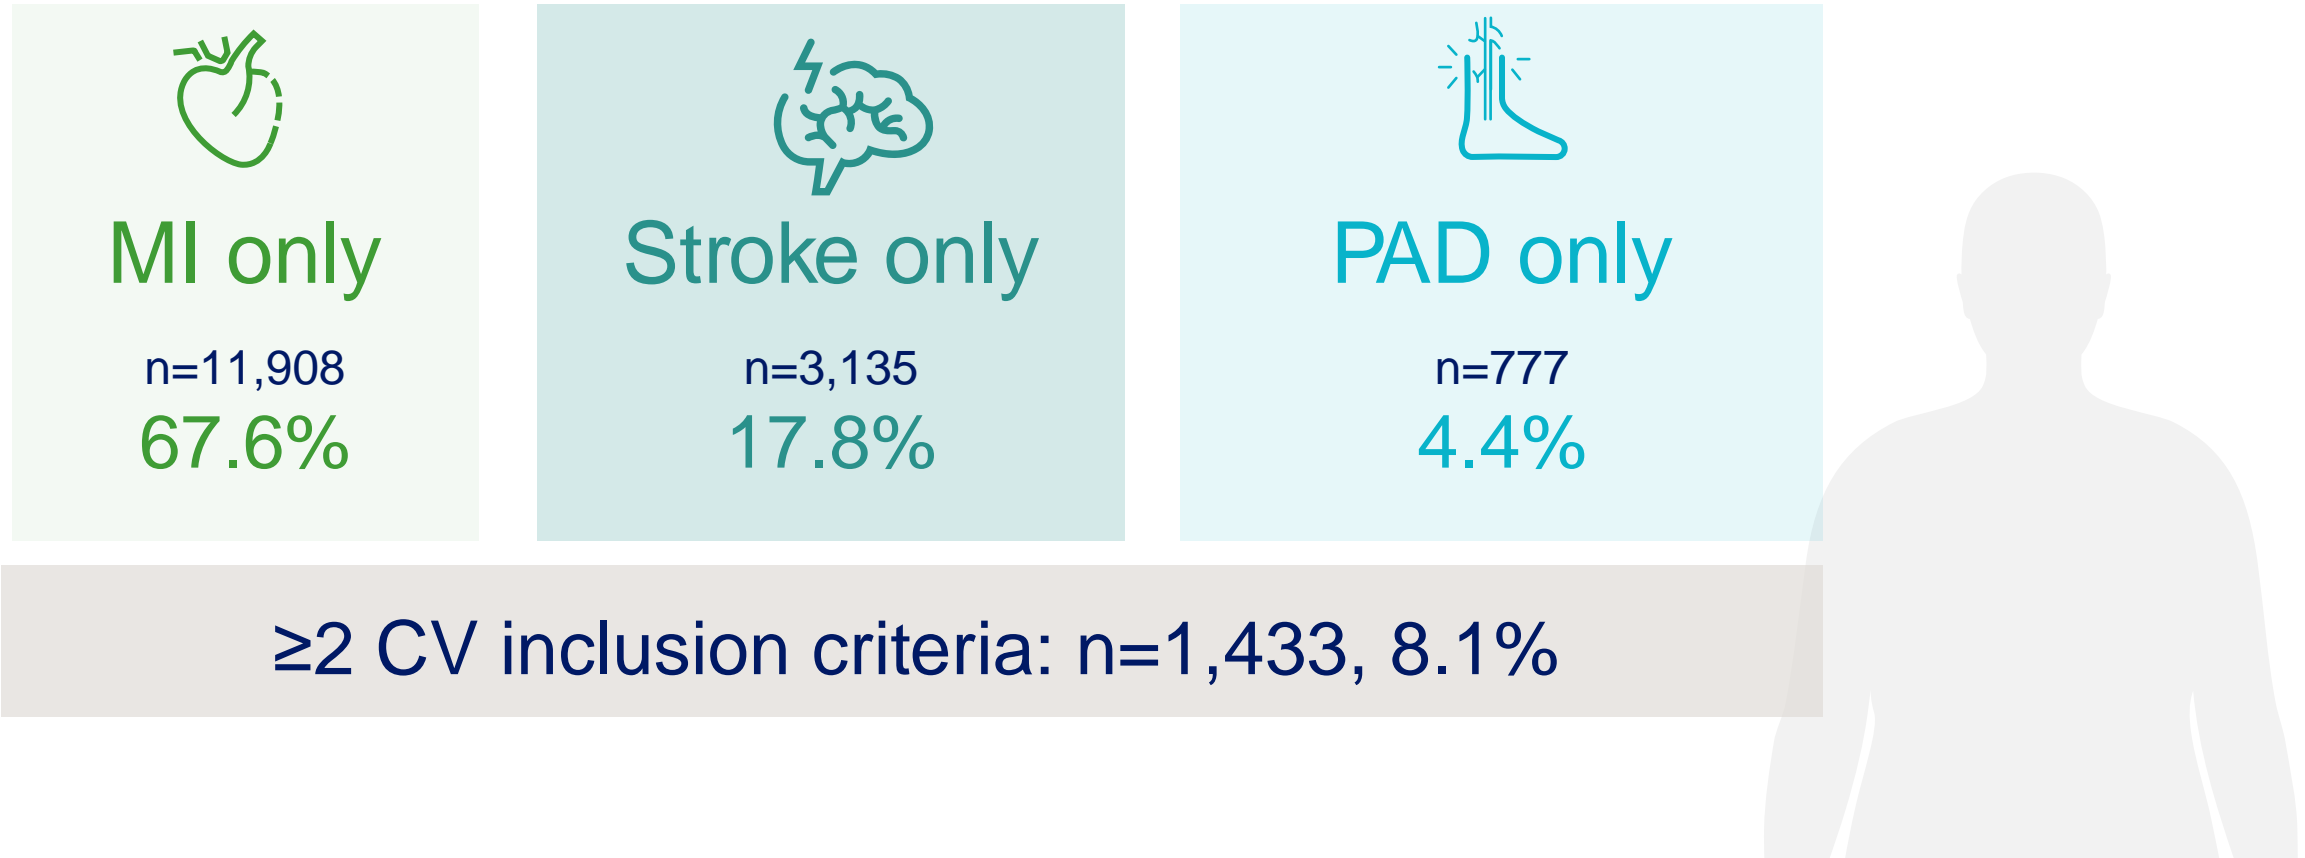 MI only
n=11,908
67.6%
Stroke only
n=3,135
17.8%
PAD only
n=777
4.4%
≥2 CV inclusion criteria: n=1,433, 8.1%